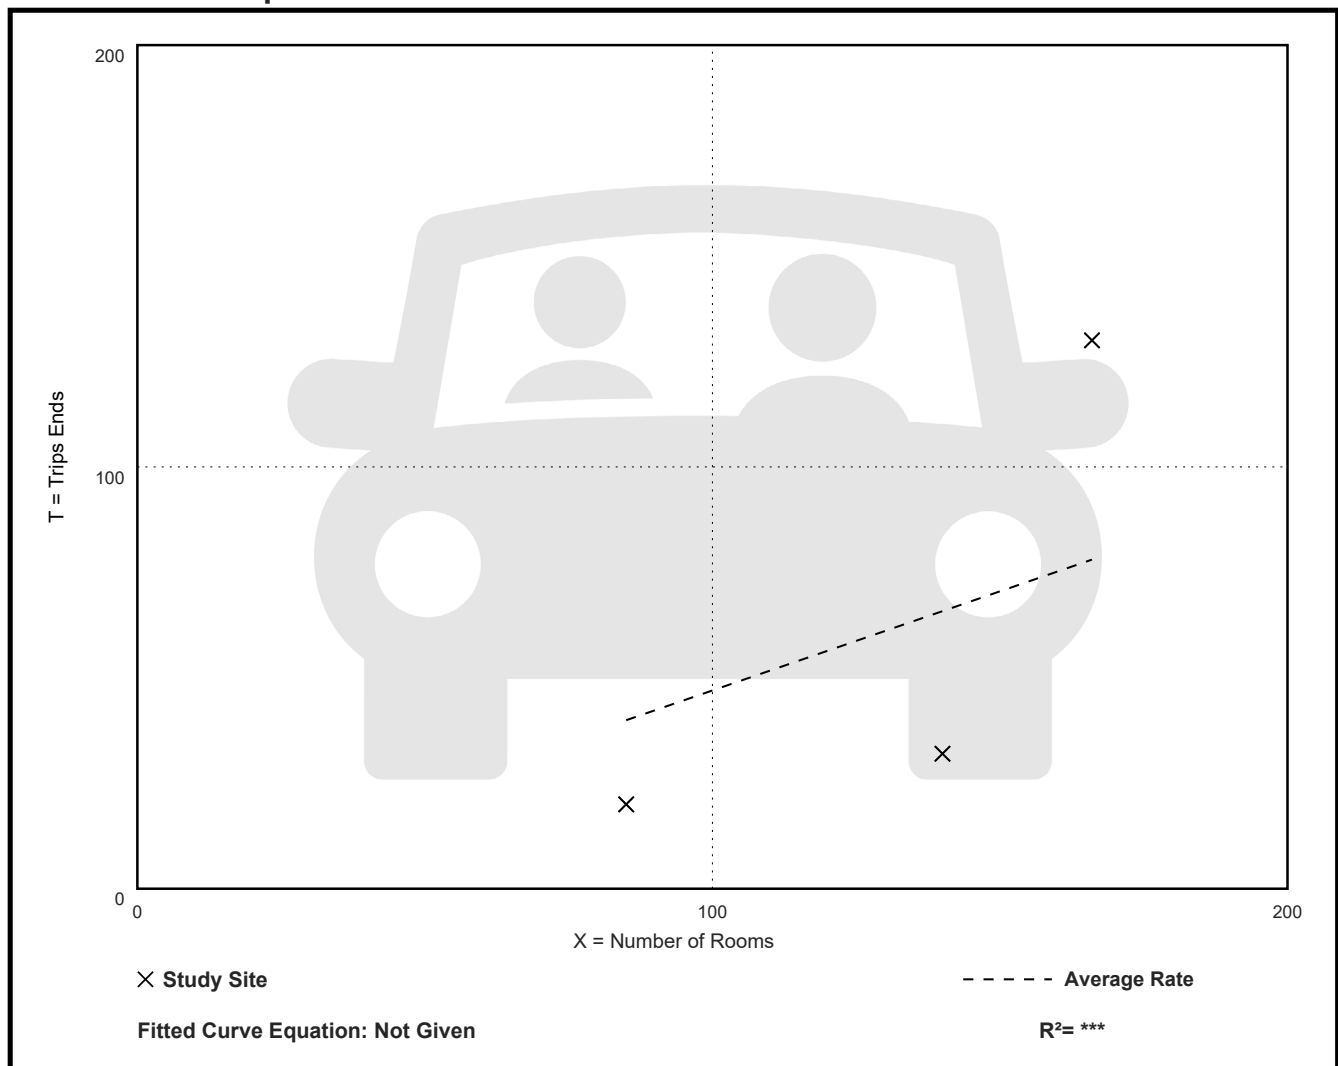 200
T = Trips Ends
100
0
0 100 200
X = Number of Rooms
Study Site
Average Rate
Fitted Curve Equation: Not Given
R²= ***